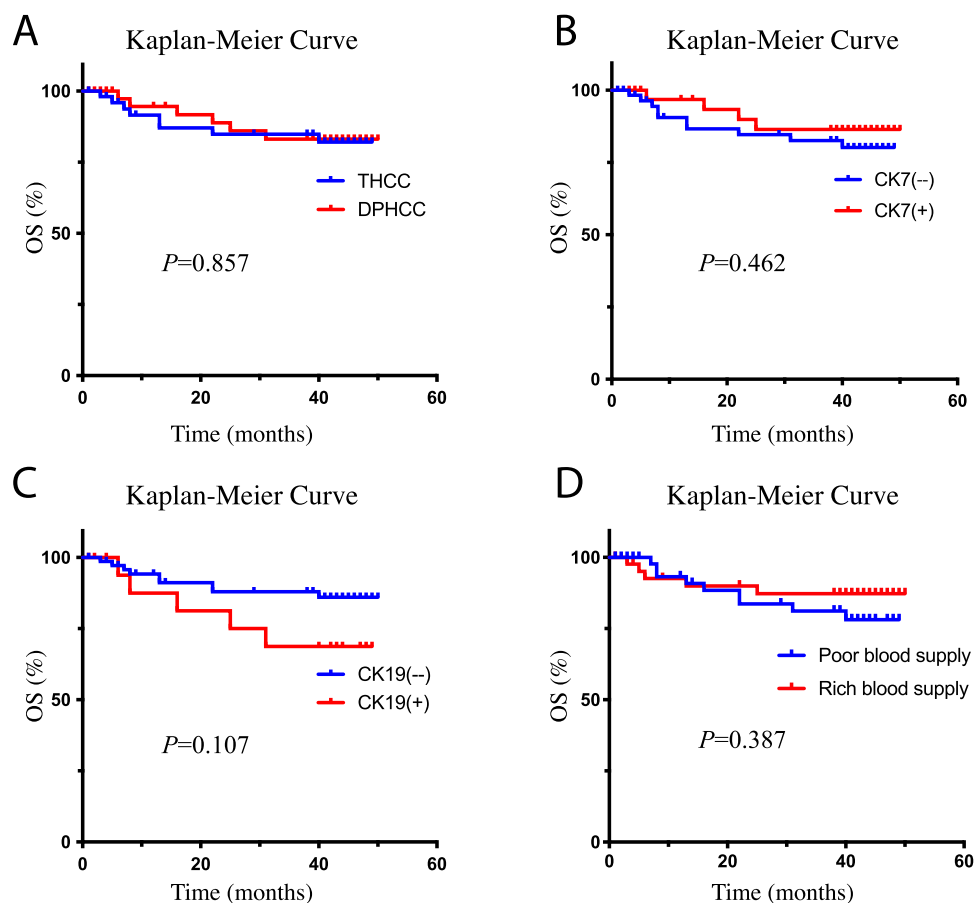 A
Kaplan-Meier Curve
100
50
0
OS (%)
THCC
DPHCC
P=0.857
0 20 40 60
Time (months)
B
Kaplan-Meier Curve
100
50
0
OS (%)
CK7(--)
CK7(+)
P=0.462
0 20 40 60
Time (months)
C
Kaplan-Meier Curve
100
50
0
OS (%)
CK19(--)
CK19(+)
P=0.107
0 20 40 60
Time (months)
D
Kaplan-Meier Curve
100
50
0
OS (%)
Poor blood supply
Rich blood supply
P=0.387
0 20 40 60
Time (months)